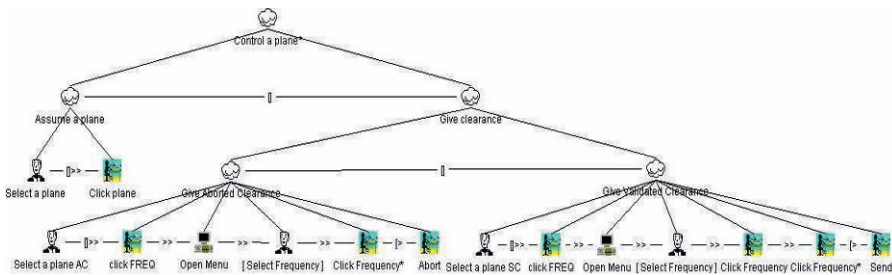 Control a plane*
[]
Assume a plane
Give clearance
[]>>
[]
Select a plane
Click plane
Give Aborted Clearance
Give Validated Clearance
[]>> >> >> >> [>
[]>> >> >> >> >> [>
Select a plane AC
click FREQ
Open Menu
[Select Frequency]
Click Frequency*
Abort
Select a plane SC
click FREQ
Open Menu
[Select Frequency]
Click Frequency
Click Frequency*